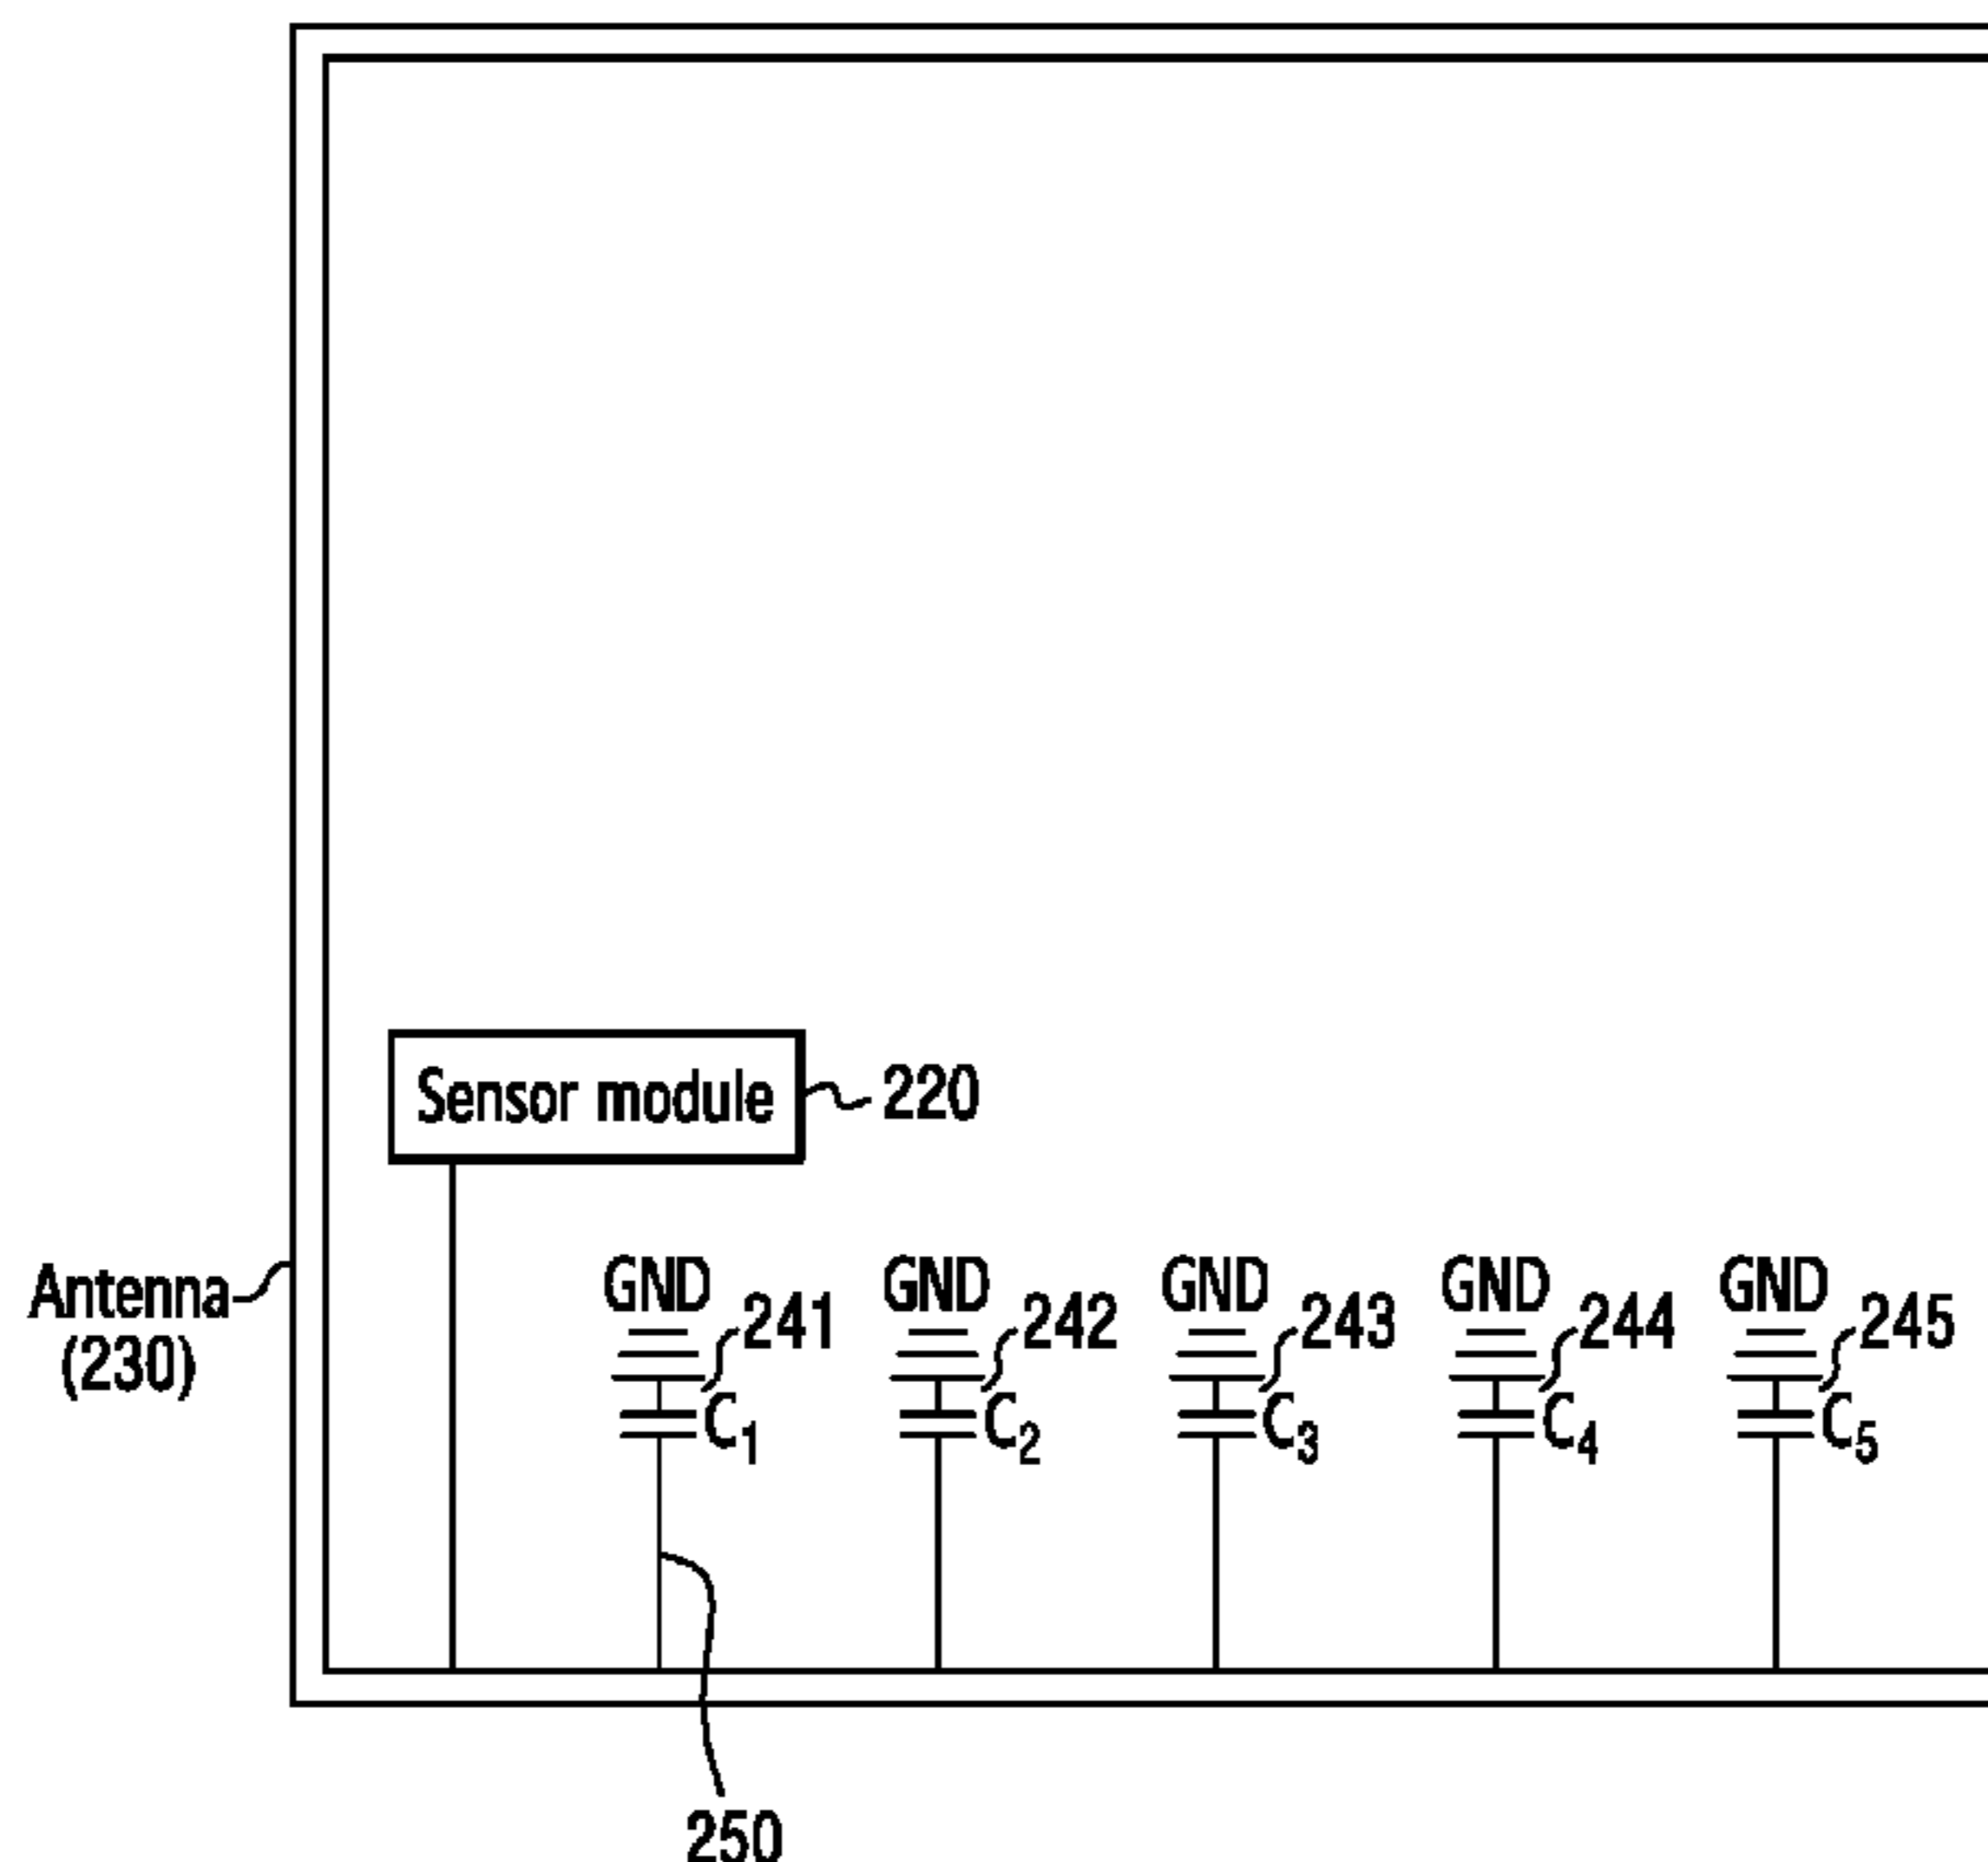 Sensor module
220
Antenna
(230)
GND
GND
GND
GND
GND
241
242
243
244
245
C1
C2
C3
C4
C5
250